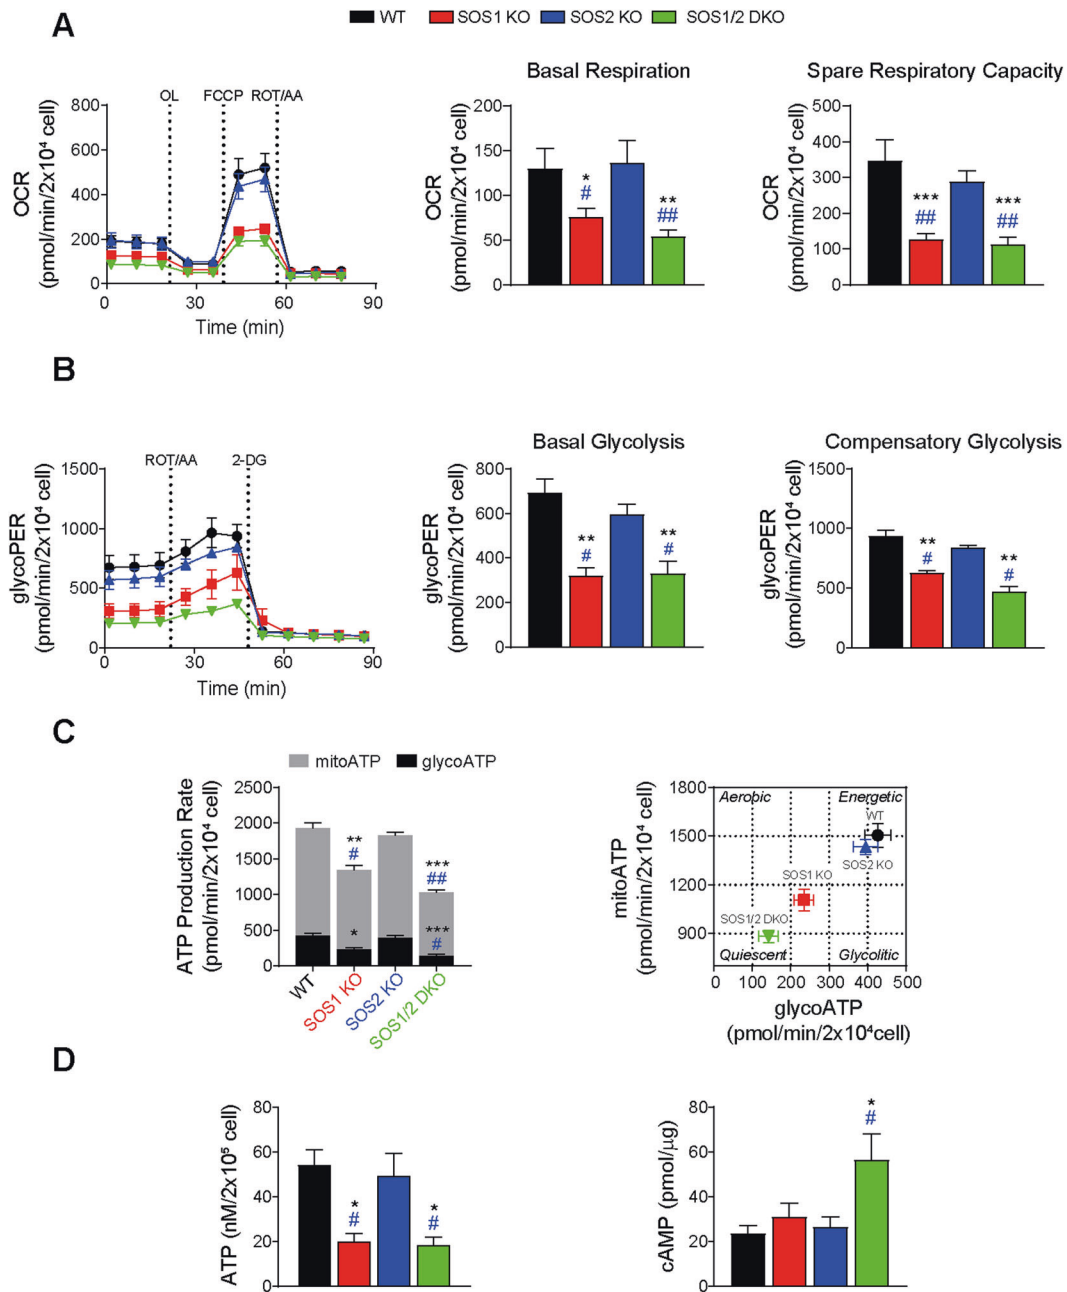 A
WT SOS1 KO SOS2 KO SOS1/2 DKO
OL FCCP ROT/AA
OCR
(pmol/min/2x10⁴ cell)
800
600
400
200
0
0 30 60 90
Time (min)
Basal Respiration
OCR
(pmol/min/2x10⁴ cell)
200
150
100
50
0
*
#
**
##
Spare Respiratory Capacity
OCR
(pmol/min/2x10⁴ cell)
500
400
300
200
100
0
***
##
***
##
B
ROT/AA 2-DG
glycoPER
(pmol/min/2x10⁴ cell)
1500
1000
500
0
0 30 60 90
Time (min)
Basal Glycolysis
glycoPER
(pmol/min/2x10⁴ cell)
800
600
400
200
0
**
#
**
#
Compensatory Glycolysis
glycoPER
(pmol/min/2x10⁴ cell)
1500
1000
500
0
**
#
**
#
C
mitoATP glycoATP
ATP Production Rate
(pmol/min/2x10⁴ cell)
2500
2000
1500
1000
500
0
**
#
*
***
##
***
#
WT
SOS1 KO
SOS2 KO
SOS1/2 DKO
mitoATP
(pmol/min/2x10⁴ cell)
1800
1500
1200
900
Aerobic Energetic
WT
SOS2 KO
SOS1 KO
SOS1/2 DKO
Quiescent Glycolitic
0 100 200 300 400 500
glycoATP
(pmol/min/2x10⁴cell)
D
ATP (nM/2x10⁵ cell)
80
60
40
20
0
*
#
*
#
cAMP (pmol/µg)
80
60
40
20
0
*
#